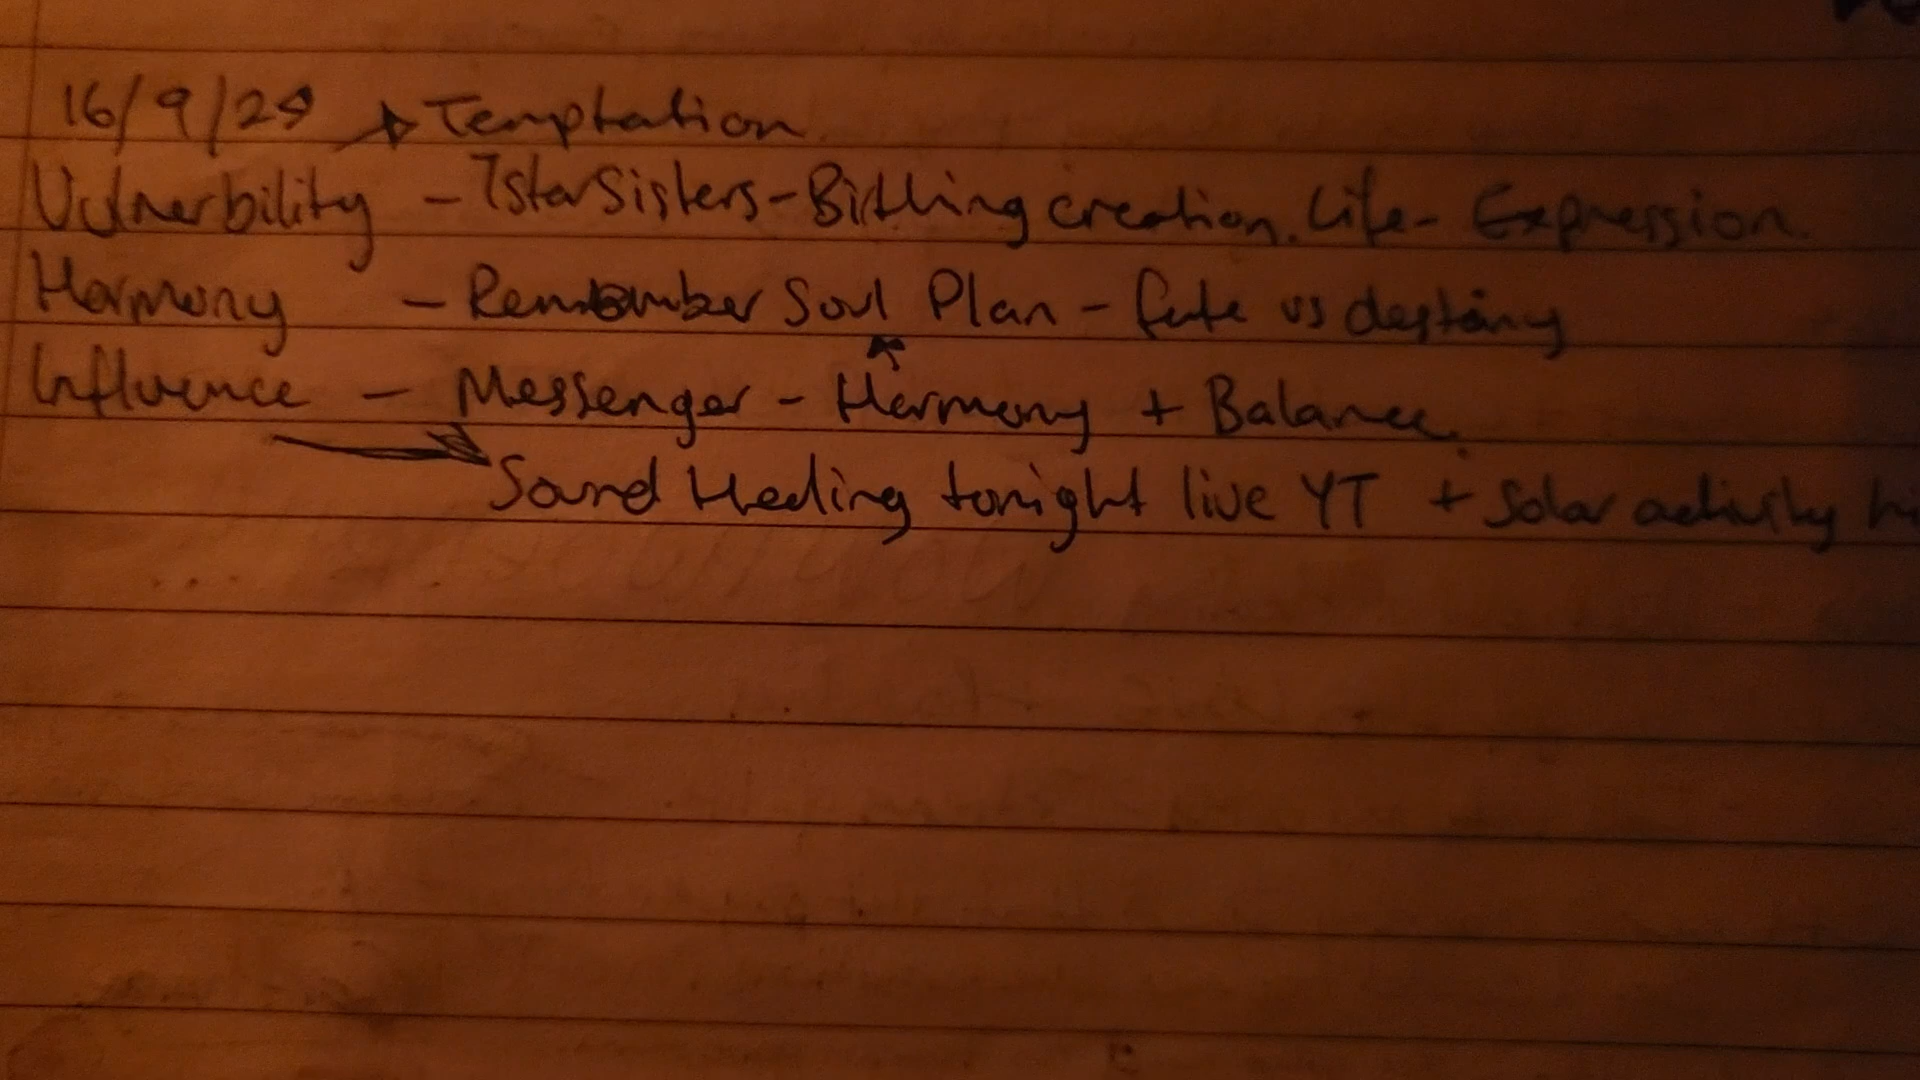 16/9/25 → Temptation.
Vulnerbility - 7 Star Sisters - Birthing creation. Life - Expression.
Harmony - Remember Soul Plan - fate vs destiny
Influence - Messenger - Harmony + Balance.
→ Sound Healing tonight live YT + Solar activity